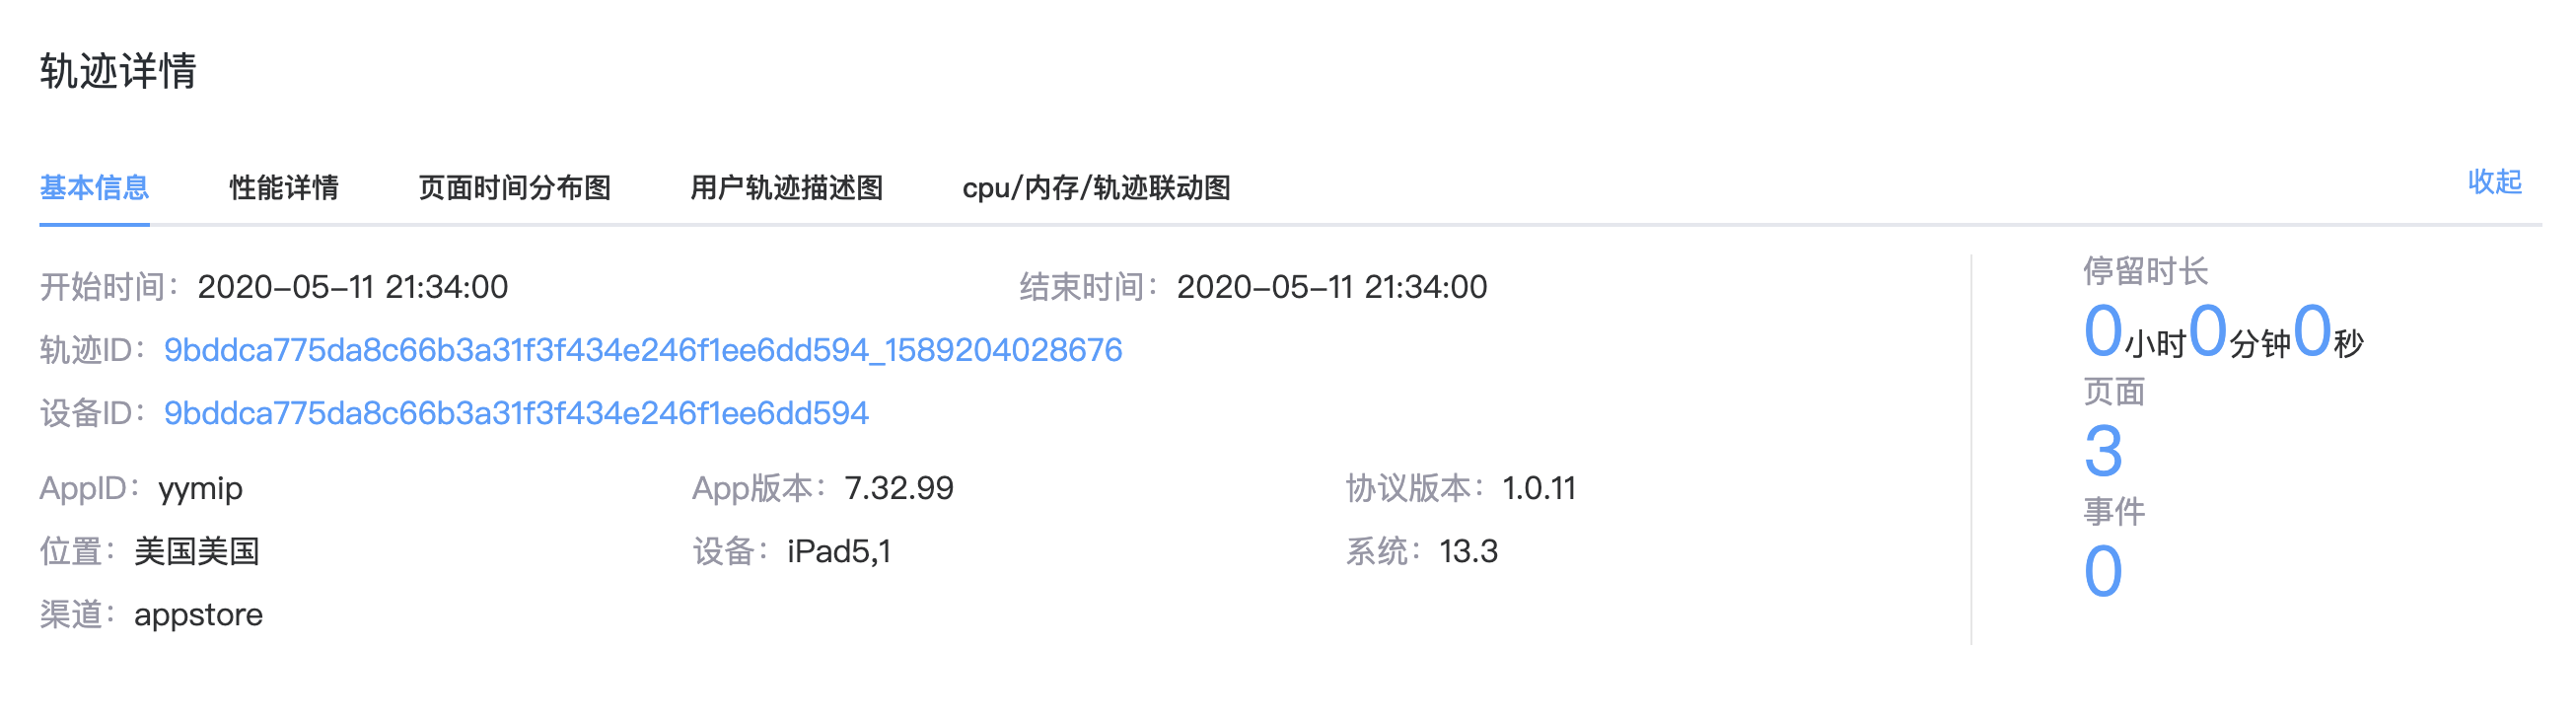 轨迹详情
基本信息 性能详情 页面时间分布图 用户轨迹描述图 cpu/内存/轨迹联动图 收起
开始时间：2020-05-11 21:34:00 结束时间：2020-05-11 21:34:00
轨迹ID：9bddca775da8c66b3a31f3f434e246f1ee6dd594_1589204028676
设备ID：9bddca775da8c66b3a31f3f434e246f1ee6dd594
AppID：yymip App版本：7.32.99 协议版本：1.0.11
位置：美国美国 设备：iPad5,1 系统：13.3
渠道：appstore
停留时长
0小时0分钟0秒
页面
3
事件
0